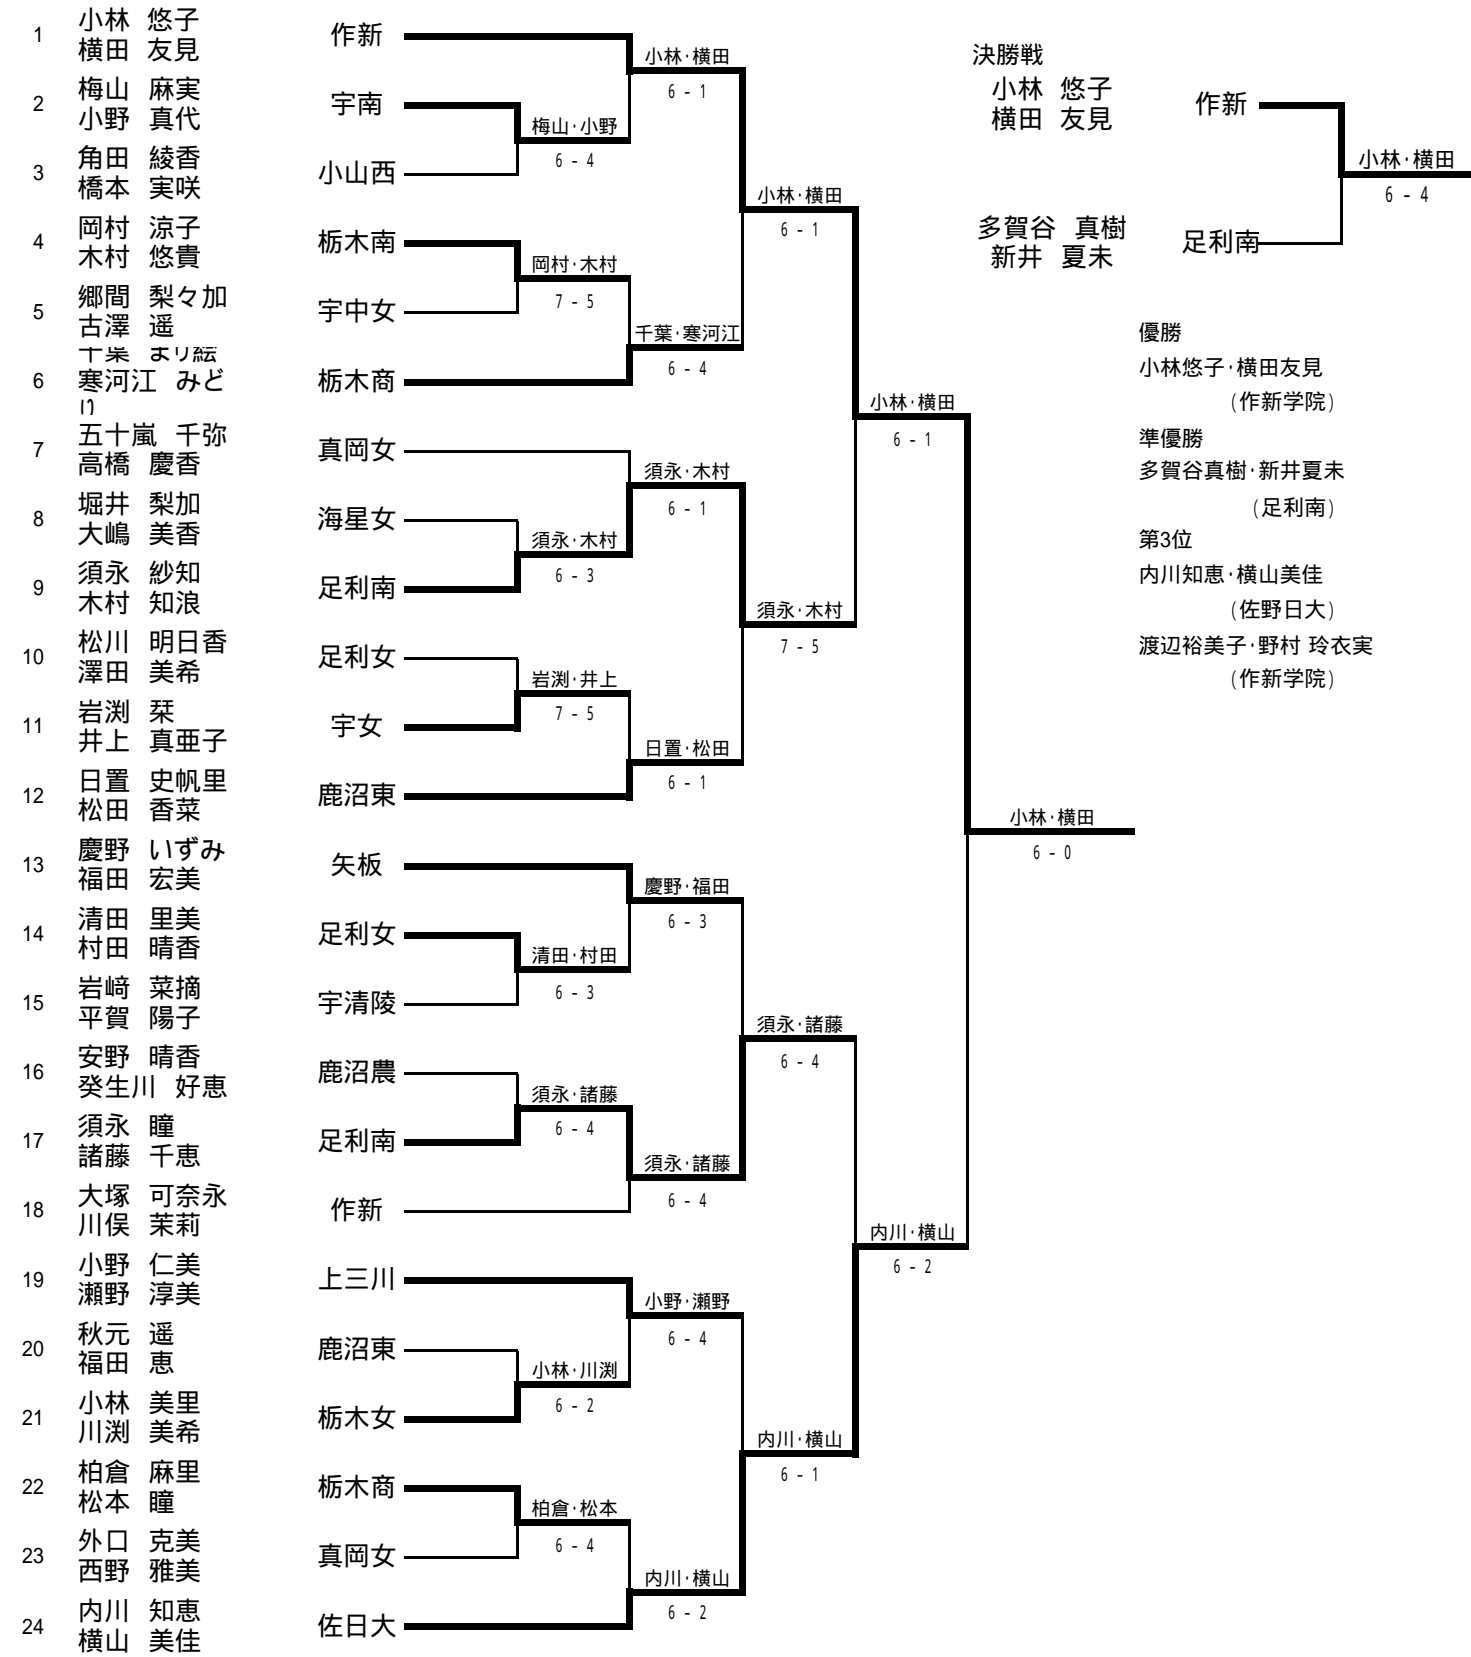 1
小林 悠子
横田 友見
作新
2
梅山 麻実
小野 真代
宇南
3
角田 綾香
橋本 実咲
小山西
4
岡村 涼子
木村 悠貴
栃木南
5
郷間 梨々加
古澤 遥
宇中女
6
千葉 まり絵
寒河江 みど
り
栃木商
7
五十嵐 千弥
高橋 慶香
真岡女
8
堀井 梨加
大嶋 美香
海星女
9
須永 紗知
木村 知浪
足利南
10
松川 明日香
澤田 美希
足利女
11
岩渕 栞
井上 真亜子
宇女
12
日置 史帆里
松田 香菜
鹿沼東
13
慶野 いずみ
福田 宏美
矢板
14
清田 里美
村田 晴香
足利女
15
岩﨑 菜摘
平賀 陽子
宇清陵
16
安野 晴香
癸生川 好恵
鹿沼農
17
須永 瞳
諸藤 千恵
足利南
18
大塚 可奈永
川俣 茉莉
作新
19
小野 仁美
瀬野 淳美
上三川
20
秋元 遥
福田 恵
鹿沼東
21
小林 美里
川渕 美希
栃木女
22
柏倉 麻里
松本 瞳
栃木商
23
外口 克美
西野 雅美
真岡女
24
内川 知恵
横山 美佳
佐日大
梅山・小野
6 - 4
岡村・木村
7 - 5
須永・木村
6 - 3
岩渕・井上
7 - 5
清田・村田
6 - 3
須永・諸藤
6 - 4
小林・川渕
6 - 2
柏倉・松本
6 - 4
小林・横田
6 - 1
千葉・寒河江
6 - 4
須永・木村
6 - 1
日置・松田
6 - 1
慶野・福田
6 - 3
須永・諸藤
6 - 4
小野・瀬野
6 - 4
内川・横山
6 - 2
小林・横田
6 - 1
須永・木村
7 - 5
須永・諸藤
6 - 4
内川・横山
6 - 1
小林・横田
6 - 1
内川・横山
6 - 2
小林・横田
6 - 0
決勝戦
小林 悠子
横田 友見
作新
多賀谷 真樹
新井 夏未
足利南
小林・横田
6 - 4
優勝
小林悠子・横田友見
(作新学院)
準優勝
多賀谷真樹・新井夏未
(足利南)
第3位
内川知恵・横山美佳
(佐野日大)
渡辺裕美子・野村 玲衣実
(作新学院)